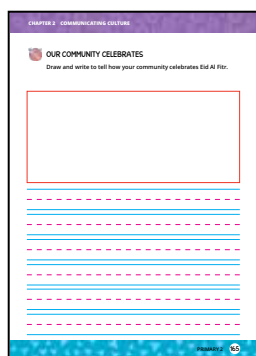 CHAPTER 2 COMMUNICATING CULTURE
OUR COMMUNITY CELEBRATES
Draw and write to tell how your community celebrates Eid Al Fitr.
PRIMARY 2 165